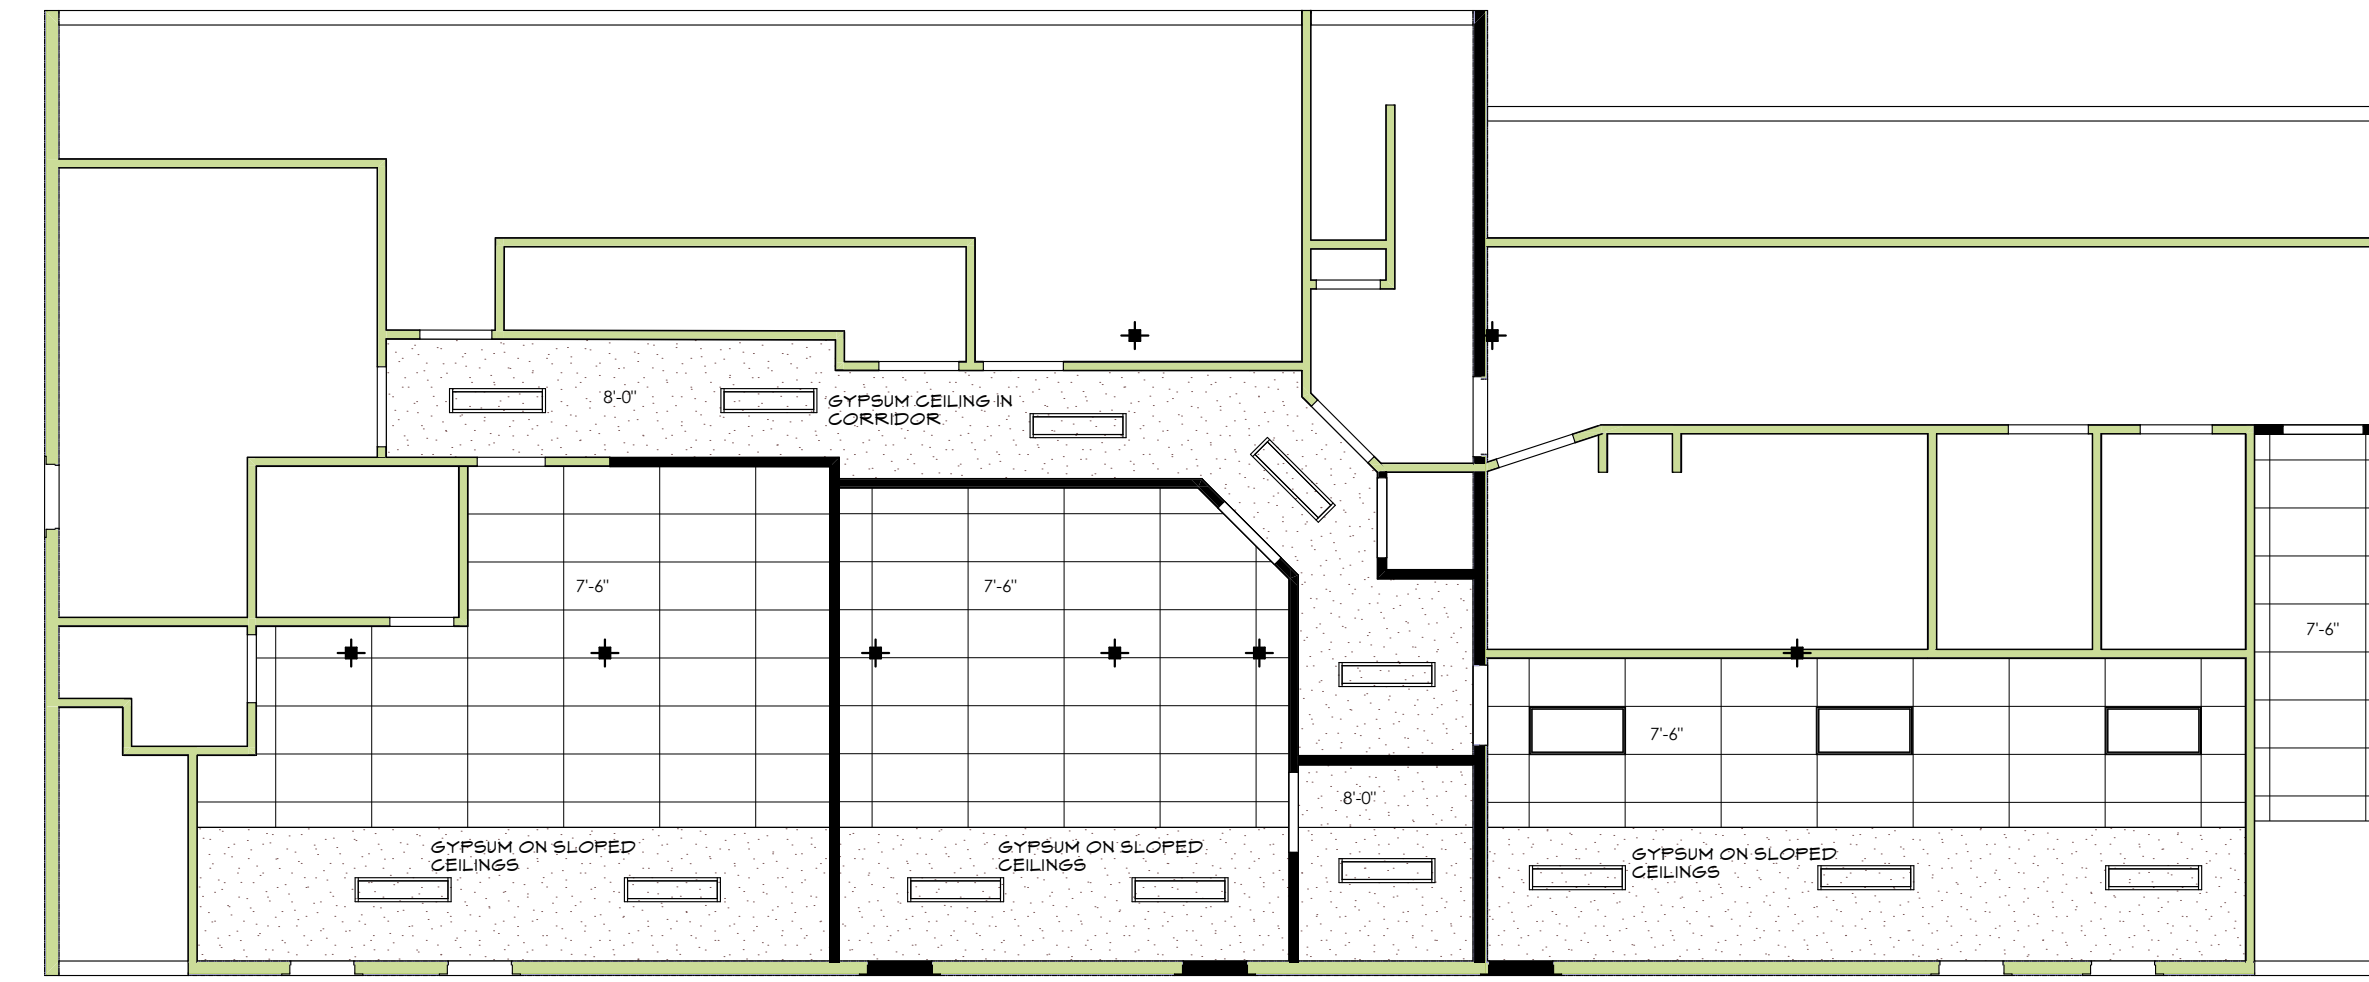 8'-0"
GYPSUM CEILING IN
CORRIDOR
7'-6"
7'-6"
7'-6"
7'-6"
8'-0"
GYPSUM ON SLOPED
CEILINGS
GYPSUM ON SLOPED
CEILINGS
GYPSUM ON SLOPED
CEILINGS